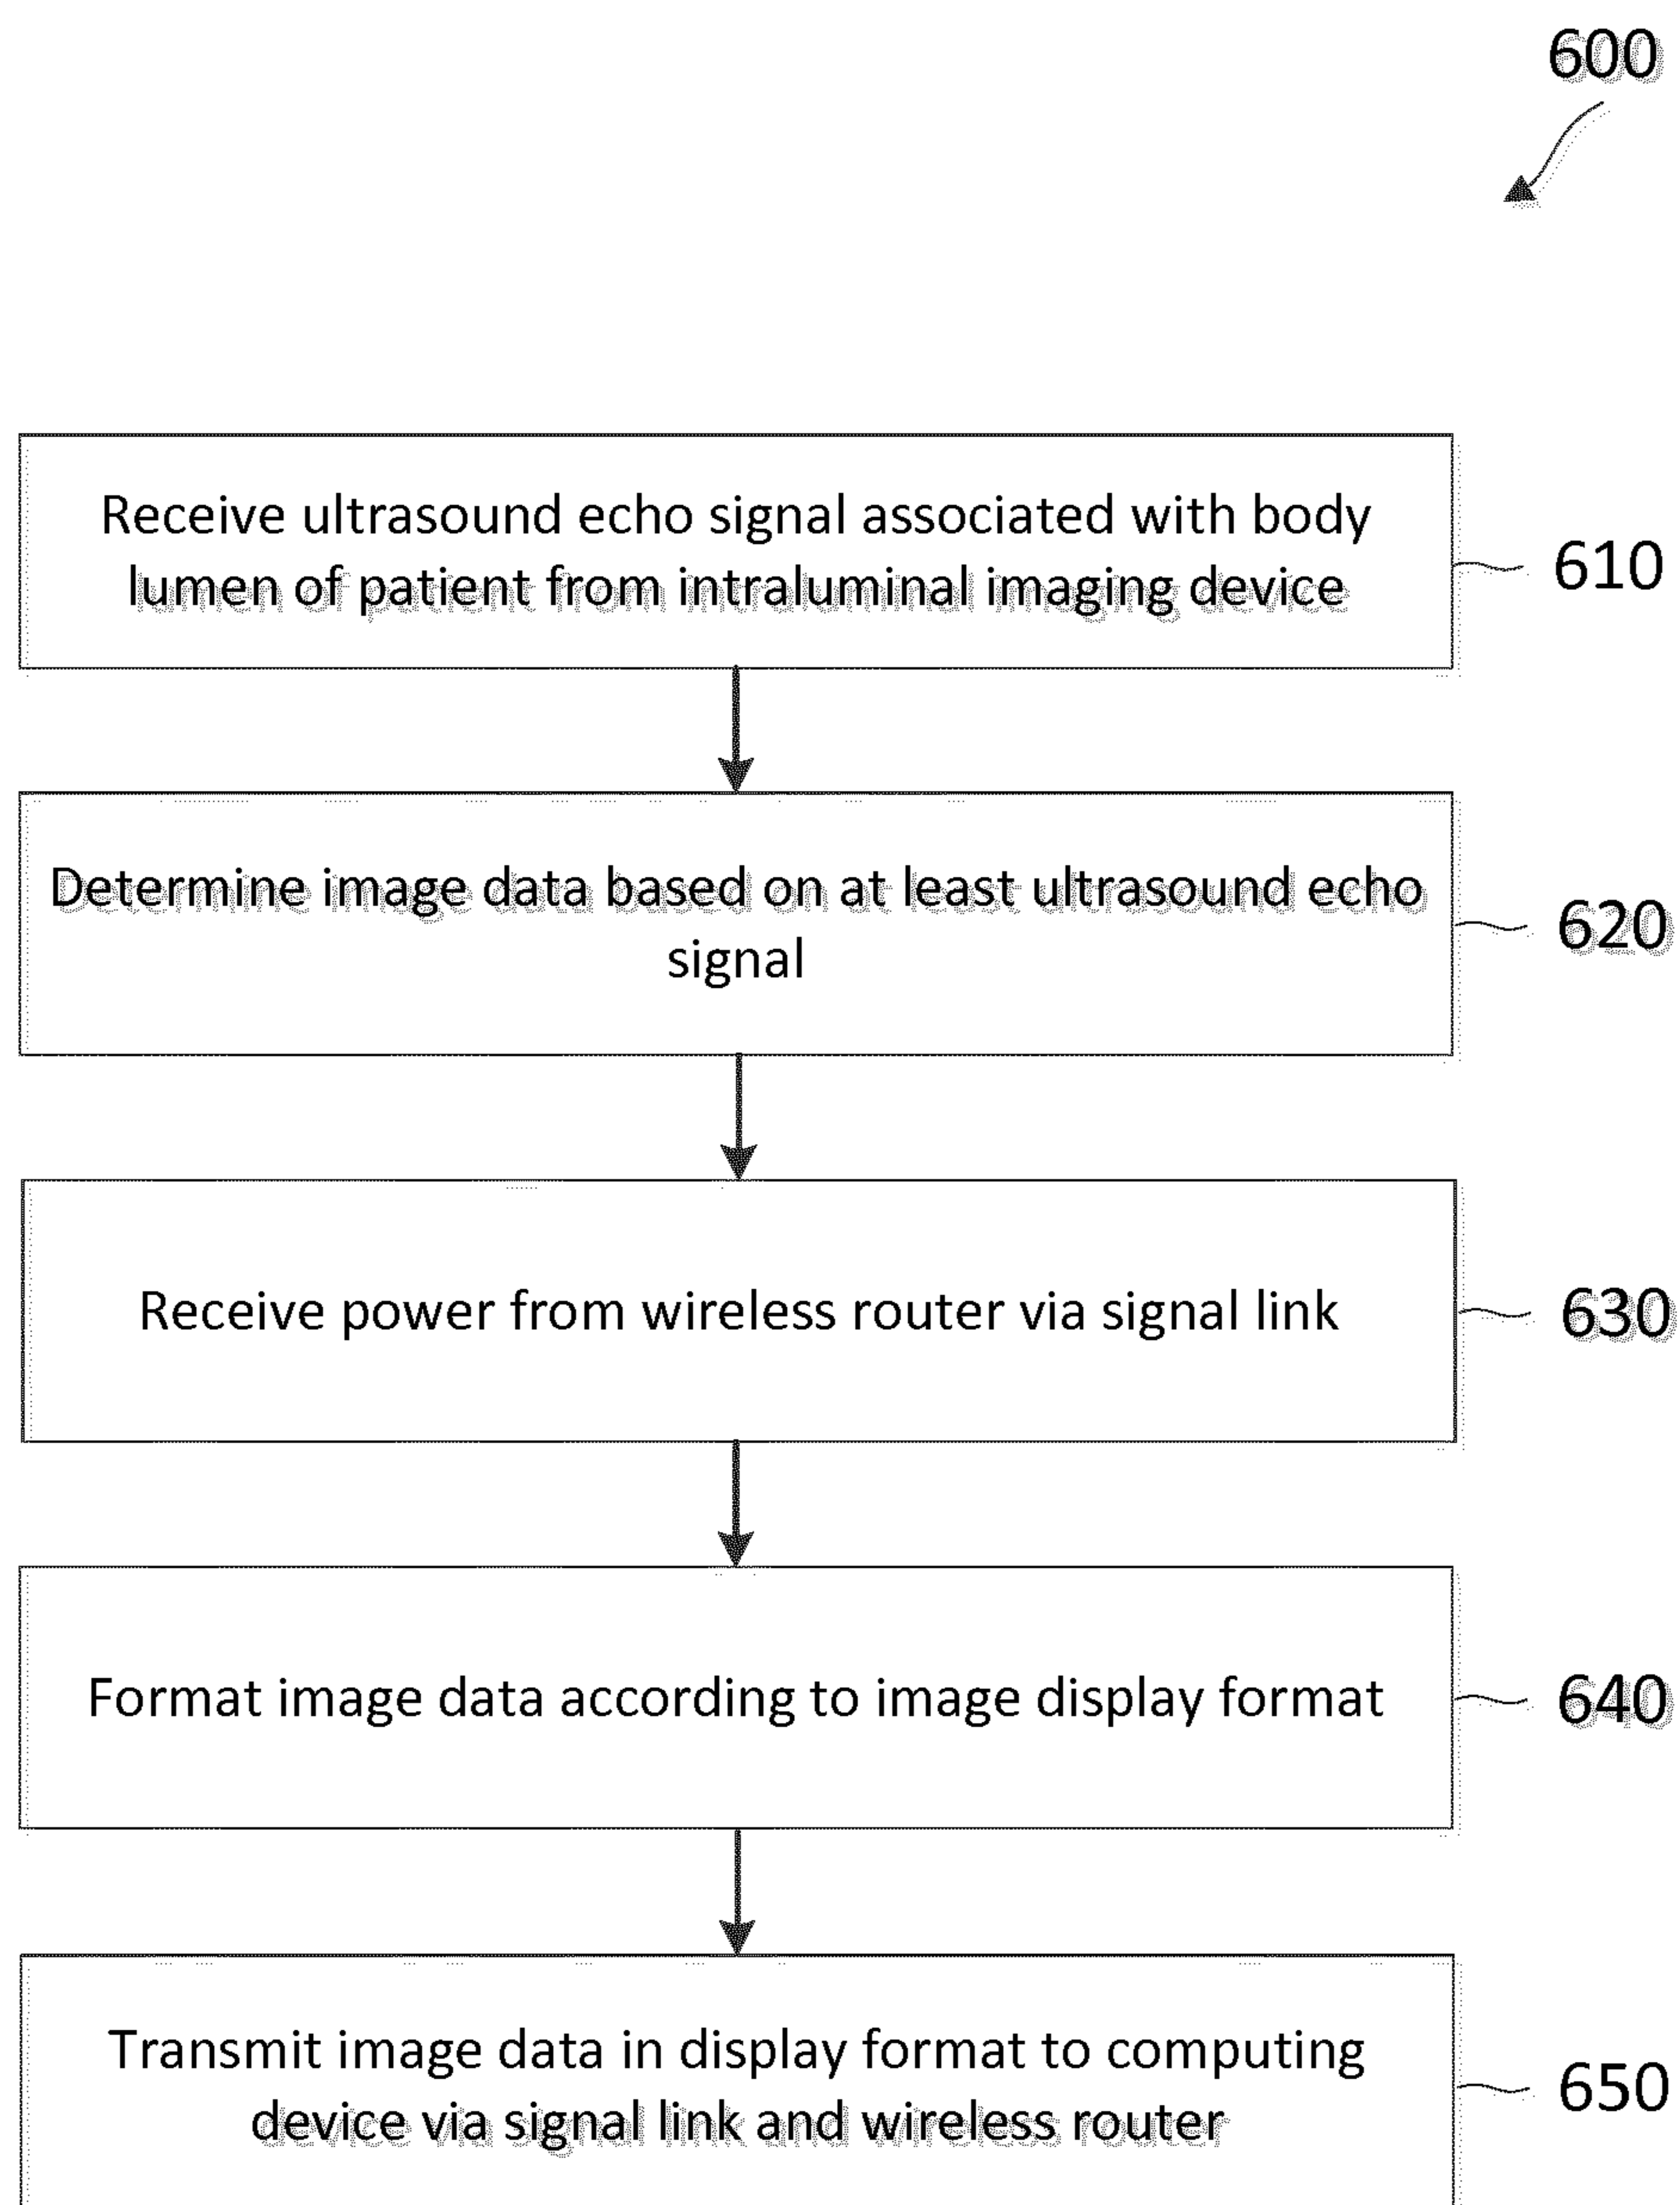 600
Receive ultrasound echo signal associated with body
lumen of patient from intraluminal imaging device
610
Determine image data based on at least ultrasound echo
signal
620
Receive power from wireless router via signal link
630
Format image data according to image display format
640
Transmit image data in display format to computing
device via signal link and wireless router
650